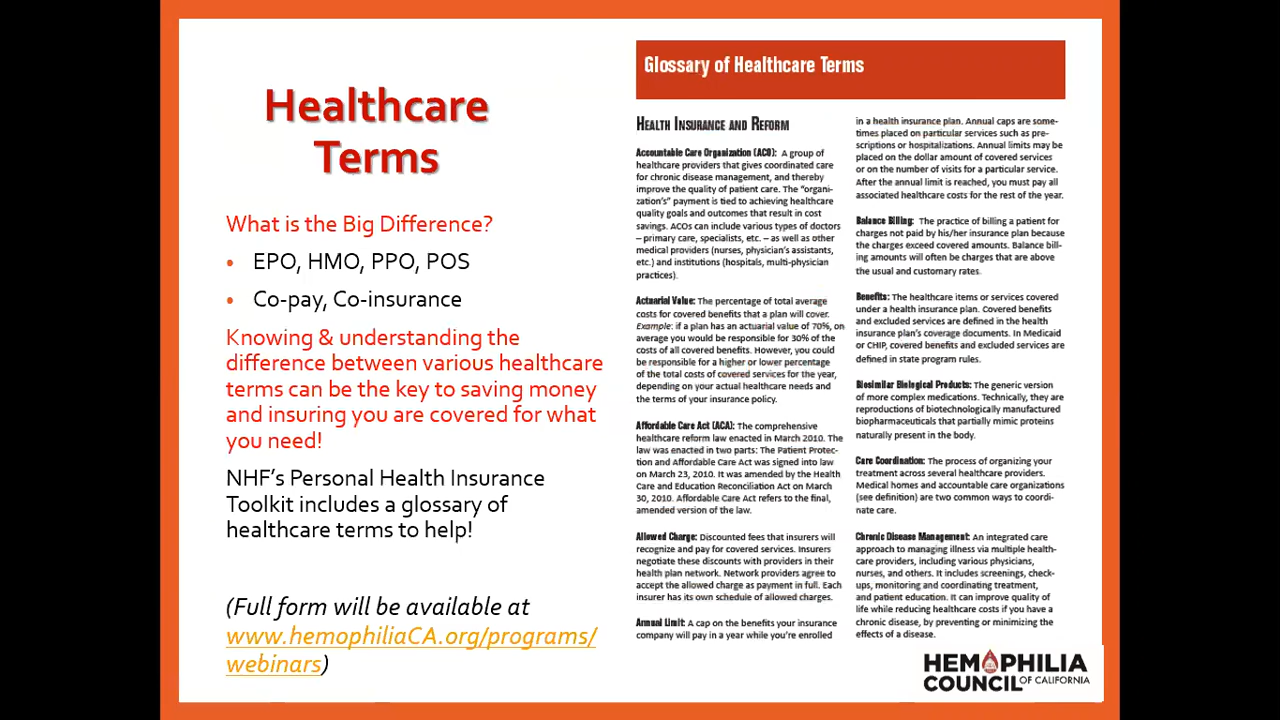 Healthcare
Terms
What is the Big Difference?
• EPO, HMO, PPO, POS
• Co-pay, Co-insurance
Knowing & understanding the
difference between various healthcare
terms can be the key to saving money
and insuring you are covered for what
you need!
NHF's Personal Health Insurance
Toolkit includes a glossary of
healthcare terms to help!
(Full form will be available at
www.hemophiliaCA.org/programs/
webinars)
Glossary of Healthcare Terms
HEALTH INSURANCE AND REFORM
Accountable Care Organization (ACO): A group of
healthcare providers that gives coordinated care
for chronic disease management, and thereby
improve the quality of patient care. The "organi-
zation's" payment is tied to achieving healthcare
quality goals and outcomes that result in cost
savings. ACOs can include various types of doctors
– primary care, specialists, etc. – as well as other
medical providers (nurses, physician's assistants,
etc.) and institutions (hospitals, multi-physician
practices).
Actuarial Value: The percentage of total average
costs for covered benefits that a plan will cover.
Example: if a plan has an actuarial value of 70%, on
average you would be responsible for 30% of the
costs of all covered benefits. However, you could
be responsible for a higher or lower percentage
of the total costs of covered services for the year,
depending on your actual healthcare needs and
the terms of your insurance policy.
Affordable Care Act (ACA): The comprehensive
healthcare reform law enacted in March 2010. The
law was enacted in two parts: The Patient Protec-
tion and Affordable Care Act was signed into law
on March 23, 2010. It was amended by the Health
Care and Education Reconciliation Act on March
30, 2010. Affordable Care Act refers to the final,
amended version of the law.
Allowed Charge: Discounted fees that insurers will
recognize and pay for covered services. Insurers
negotiate these discounts with providers in their
health plan network. Network providers agree to
accept the allowed charge as payment in full. Each
insurer has its own schedule of allowed charges.
Annual Limit: A cap on the benefits your insurance
company will pay in a year while you're enrolled
in a health insurance plan. Annual caps are some-
times placed on particular services such as pre-
scriptions or hospitalizations. Annual limits may be
placed on the dollar amount of covered services
or on the number of visits for a particular service.
After the annual limit is reached, you must pay all
associated healthcare costs for the rest of the year.
Balance Billing: The practice of billing a patient for
charges not paid by his/her insurance plan because
the charges exceed covered amounts. Balance bill-
ing amounts will often be charges that are above
the usual and customary rates.
Benefits: The healthcare items or services covered
under a health insurance plan. Covered benefits
and excluded services are defined in the health
insurance plan's coverage documents. In Medicaid
or CHIP, covered benefits and excluded services are
defined in state program rules.
Biosimilar Biological Products: The generic version
of more complex medications. Technically, they are
reproductions of biotechnologically manufactured
biopharmaceuticals that partially mimic proteins
naturally present in the body.
Care Coordination: The process of organizing your
treatment across several healthcare providers.
Medical homes and accountable care organizations
(see definition) are two common ways to coordi-
nate care.
Chronic Disease Management: An integrated care
approach to managing illness via multiple health-
care providers, including various physicians,
nurses, and others. It includes screenings, check-
ups, monitoring and coordinating treatment,
and patient education. It can improve quality of
life while reducing healthcare costs if you have a
chronic disease, by preventing or minimizing the
effects of a disease.
HEMOPHILIA
COUNCIL OF CALIFORNIA